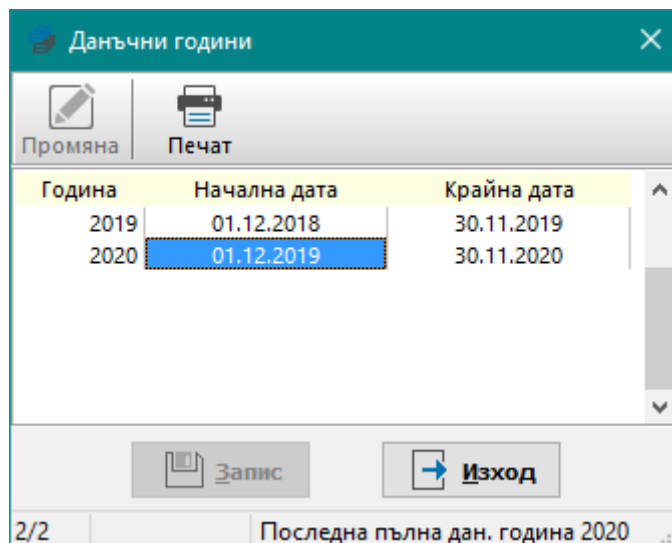 Данъчни години
Промяна Печат
Година Начална дата Крайна дата
2019 01.12.2018 30.11.2019
2020 01.12.2019 30.11.2020
Запис Изход
2/2 Последна пълна дан. година 2020